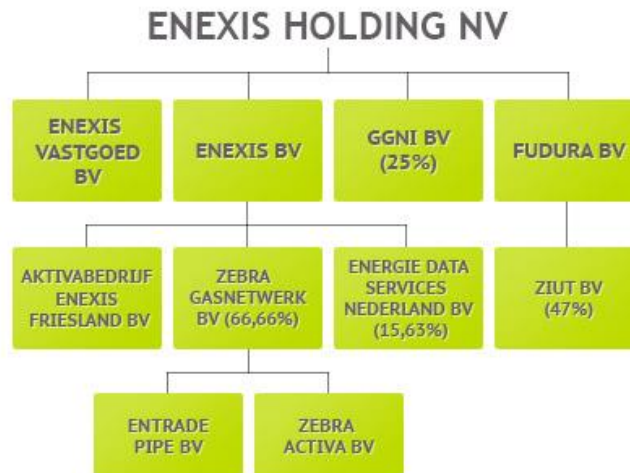 ENEXIS HOLDING NV
ENEXIS
VASTGOED
BV
ENEXIS BV
GGNI BV
(25%)
FUDURA BV
AKTIVABEDRIJF
ENEXIS
FRIESLAND BV
ZEBRA
GASNETWERK
BV (66,66%)
ENERGIE DATA
SERVICES
NEDERLAND BV
(15,63%)
ZIUT BV
(47%)
ENTRADE
PIPE BV
ZEBRA
ACTIVA BV